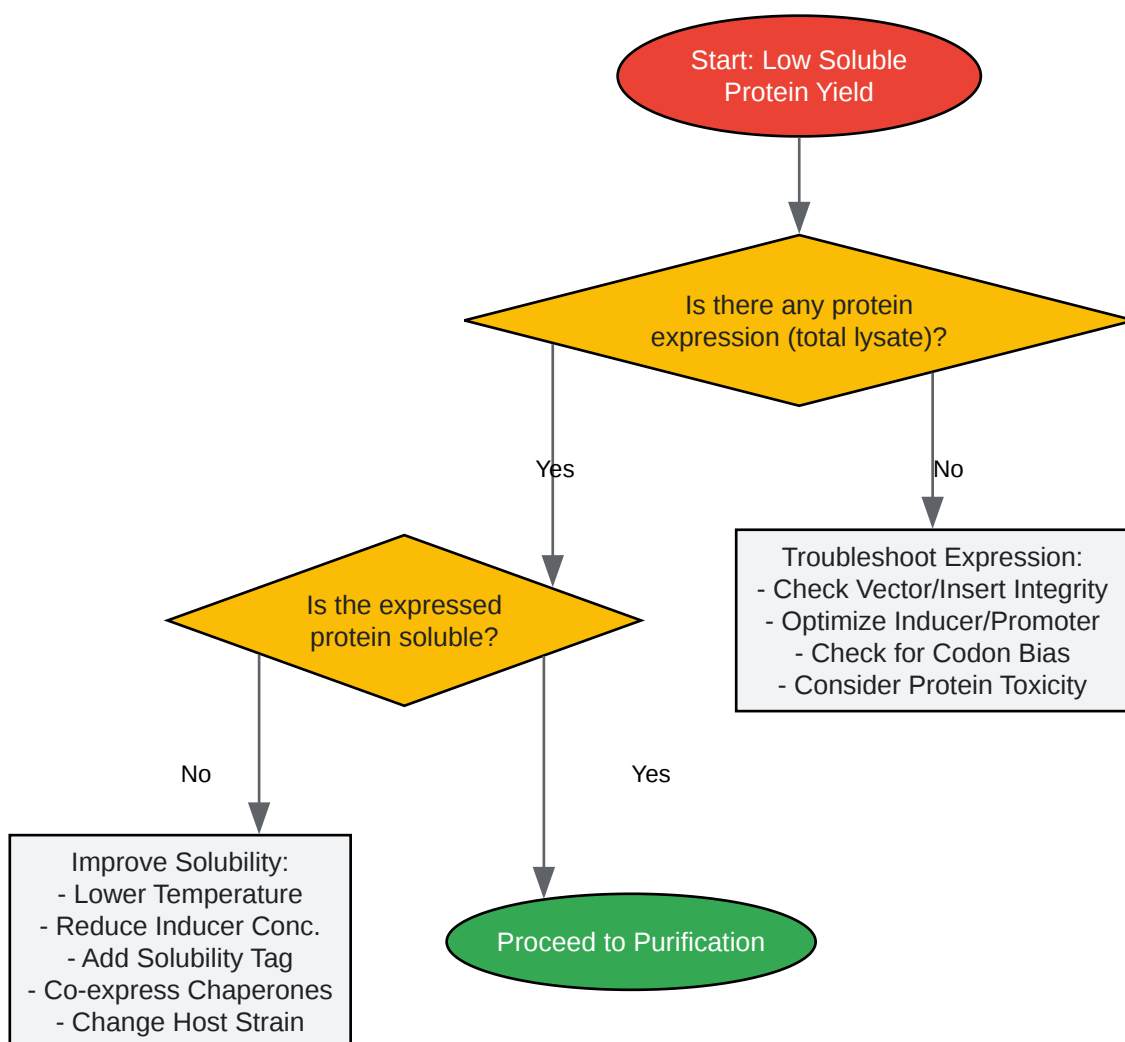 Start: Low Soluble
Protein Yield
Is there any protein
expression (total lysate)?
Yes
No
Is the expressed
protein soluble?
Troubleshoot Expression:
- Check Vector/Insert Integrity
- Optimize Inducer/Promoter
- Check for Codon Bias
- Consider Protein Toxicity
No
Yes
Improve Solubility:
- Lower Temperature
- Reduce Inducer Conc.
- Add Solubility Tag
- Co-express Chaperones
- Change Host Strain
Proceed to Purification